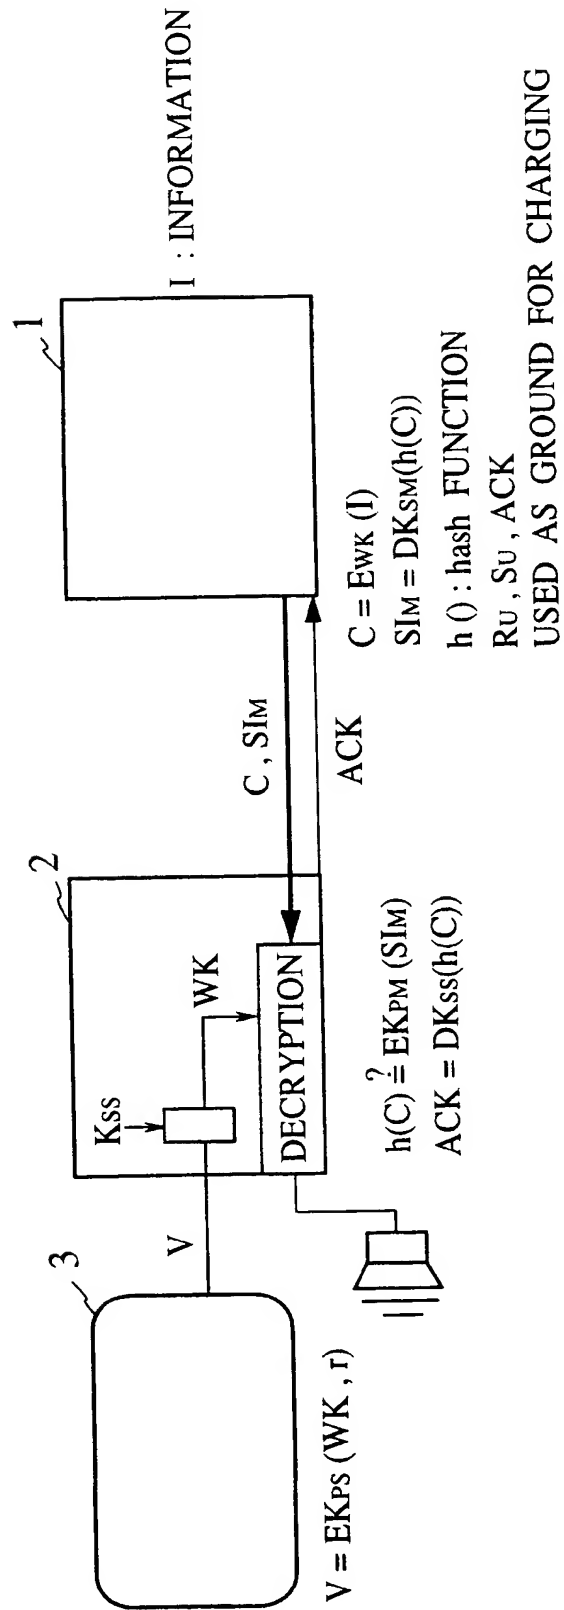 3
V
V = EKPS (WK , r)
2
KSS
WK
DECRYPTION
h(C) ≟ EKPM (SIM)
ACK = DKSS(h(C))
C , SIM
ACK
1
I : INFORMATION
C = EWK (I)
SIM = DKSM(h(C))
h () : hash FUNCTION
RU , SU , ACK
USED AS GROUND FOR CHARGING